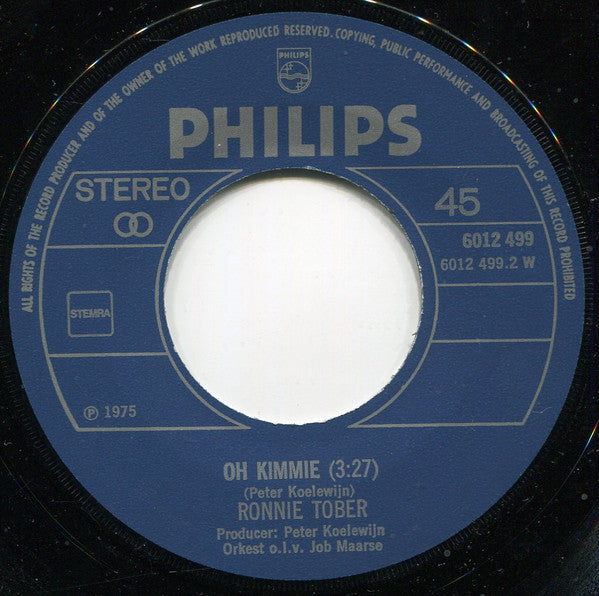 ALL RIGHTS OF THE RECORD PRODUCER AND OF THE OWNER OF THE WORK REPRODUCED RESERVED. COPYING, PUBLIC PERFORMANCE AND BROADCASTING OF THIS RECORD PROHIBITED
PHILIPS
PHILIPS
STEREO
45
6012 499
6012 499.2 W
STEMRA
℗ 1975
OH KIMMIE (3:27)
(Peter Koelewijn)
RONNIE TOBER
Producer: Peter Koelewijn
Orkest o.l.v. Job Maarse